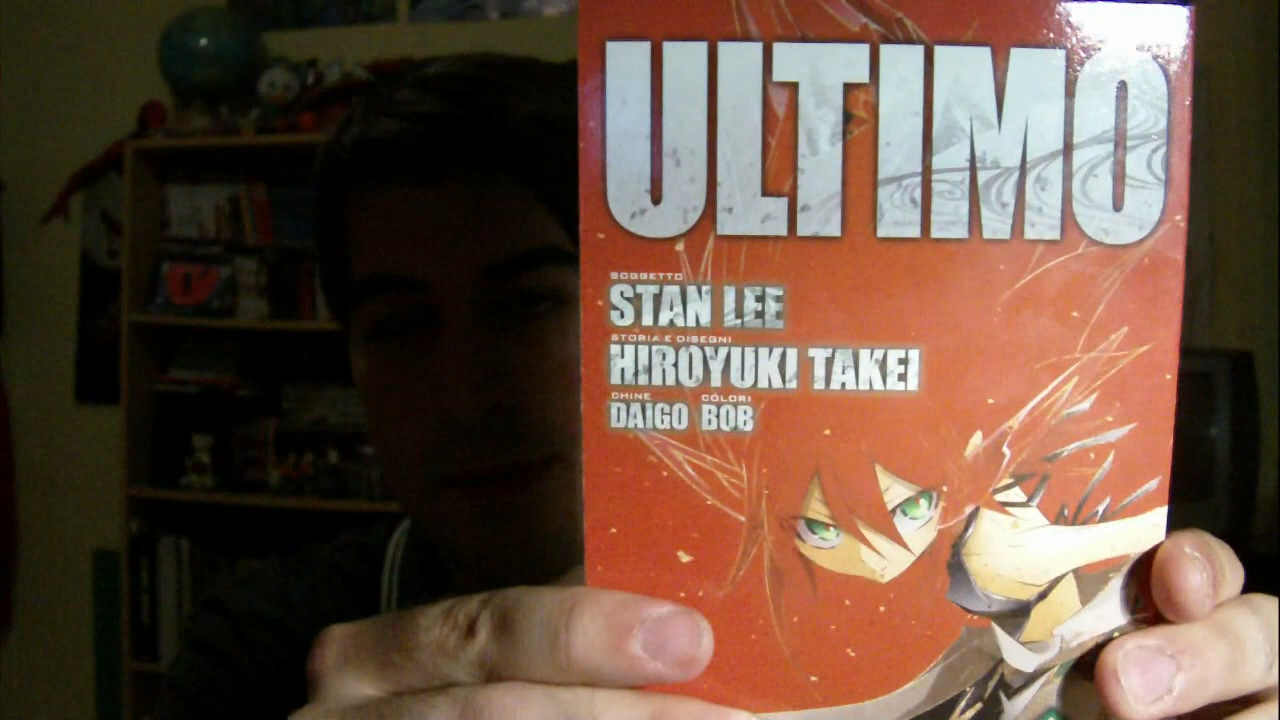 ULTIMO
SOGGETTO
STAN LEE
STORIA E DISEGNI
HIROYUKI TAKEI
CHINE COLORI
DAIGO BOB